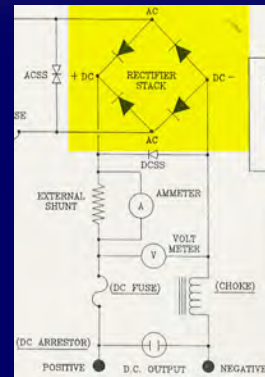 AC
ACSS
+ DC
RECTIFIER
STACK
DC -
SE
AC
DCSS
EXTERNAL
SHUNT
AMMETER
A
VOLT
METER
V
(DC FUSE)
(CHOKE)
(DC ARRESTOR)
POSITIVE
D.C. OUTPUT
NEGATIVE